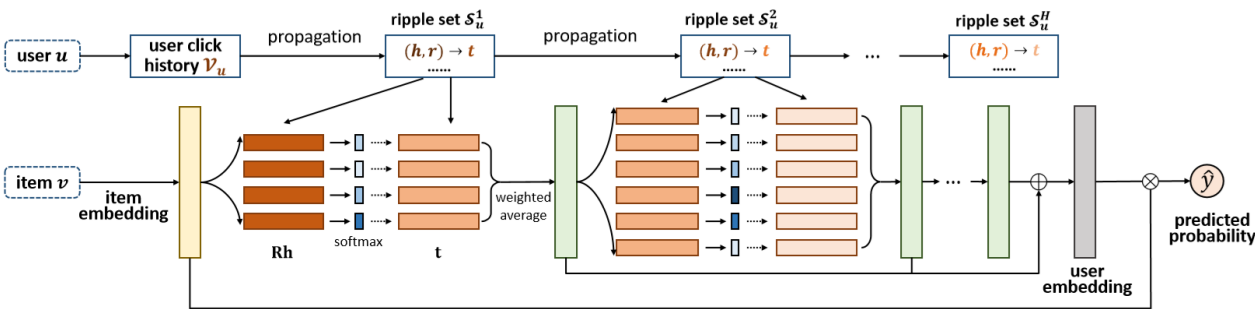 ripple set 𝒮ᵤ¹
ripple set 𝒮ᵤ²
ripple set 𝒮ᵤᴴ
user u
user click
history 𝒱ᵤ
propagation
(h, r) → t
......
propagation
(h, r) → t
......
...
(h, r) → t
......
item v
item
embedding
Rh
softmax
t
weighted
average
...
user
embedding
ŷ
predicted
probability